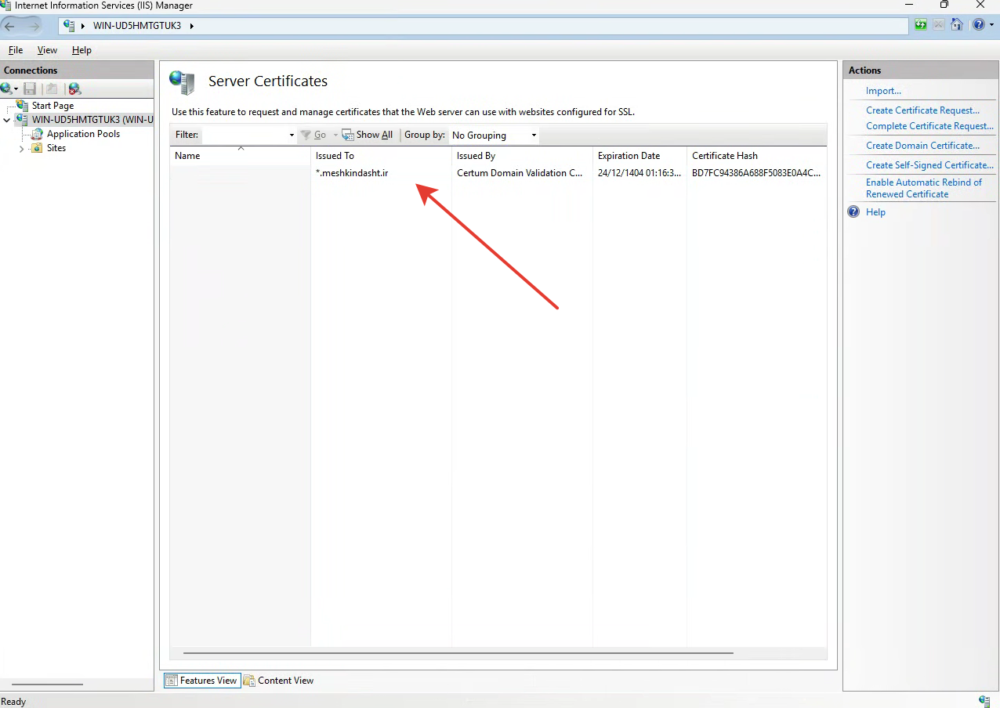 Internet Information Services (IIS) Manager
WIN-UD5HMTGTUK3
File View Help
Connections
Start Page
WIN-UD5HMTGTUK3 (WIN-U
Application Pools
Sites
Server Certificates
Use this feature to request and manage certificates that the Web server can use with websites configured for SSL.
Filter: Go Show All Group by: No Grouping
Name Issued To Issued By Expiration Date Certificate Hash
*.meshkindasht.ir Certum Domain Validation C... 24/12/1404 01:16:3... BD7FC94386A688F5083E0A4C...
Features View Content View
Actions
Import...
Create Certificate Request...
Complete Certificate Request...
Create Domain Certificate...
Create Self-Signed Certificate...
Enable Automatic Rebind of
Renewed Certificate
Help
Ready